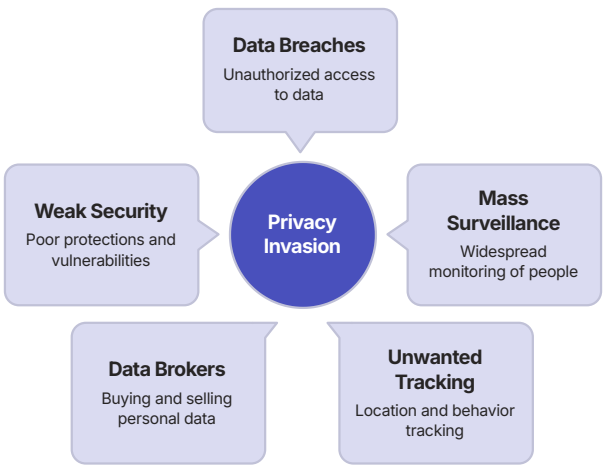 Data Breaches
Unauthorized access
to data
Weak Security
Poor protections and
vulnerabilities
Privacy
Invasion
Mass
Surveillance
Widespread
monitoring of people
Data Brokers
Buying and selling
personal data
Unwanted
Tracking
Location and behavior
tracking